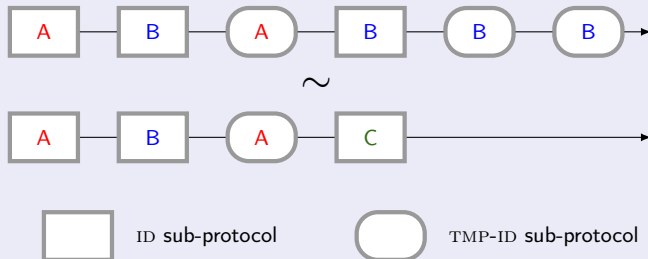 A B A B B B
∼
A B A C
ID sub-protocol TMP-ID sub-protocol